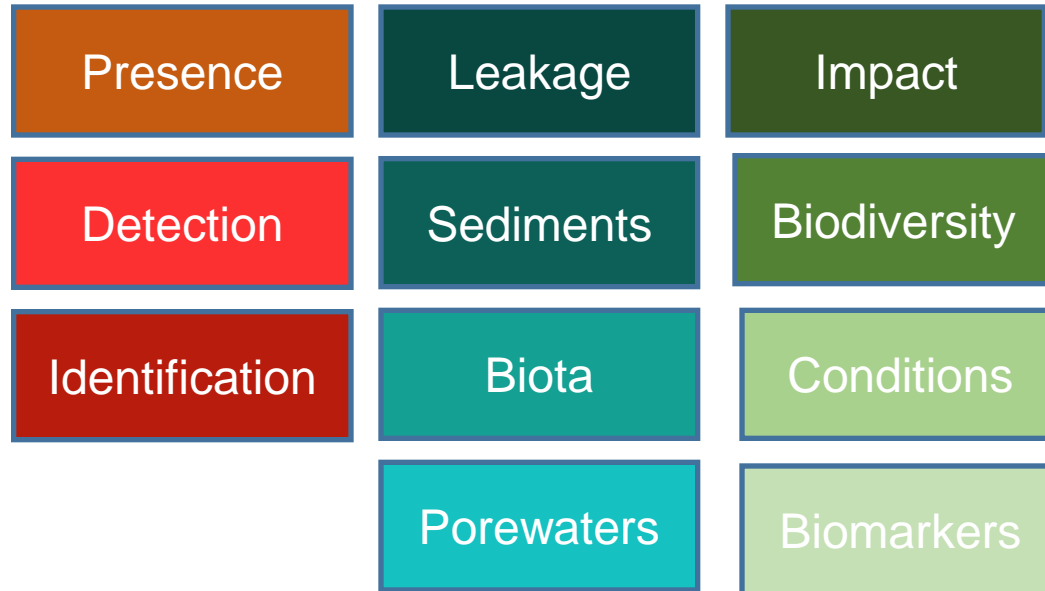 Presence
Leakage
Impact
Detection
Sediments
Biodiversity
Identification
Biota
Conditions
Porewaters
Biomarkers